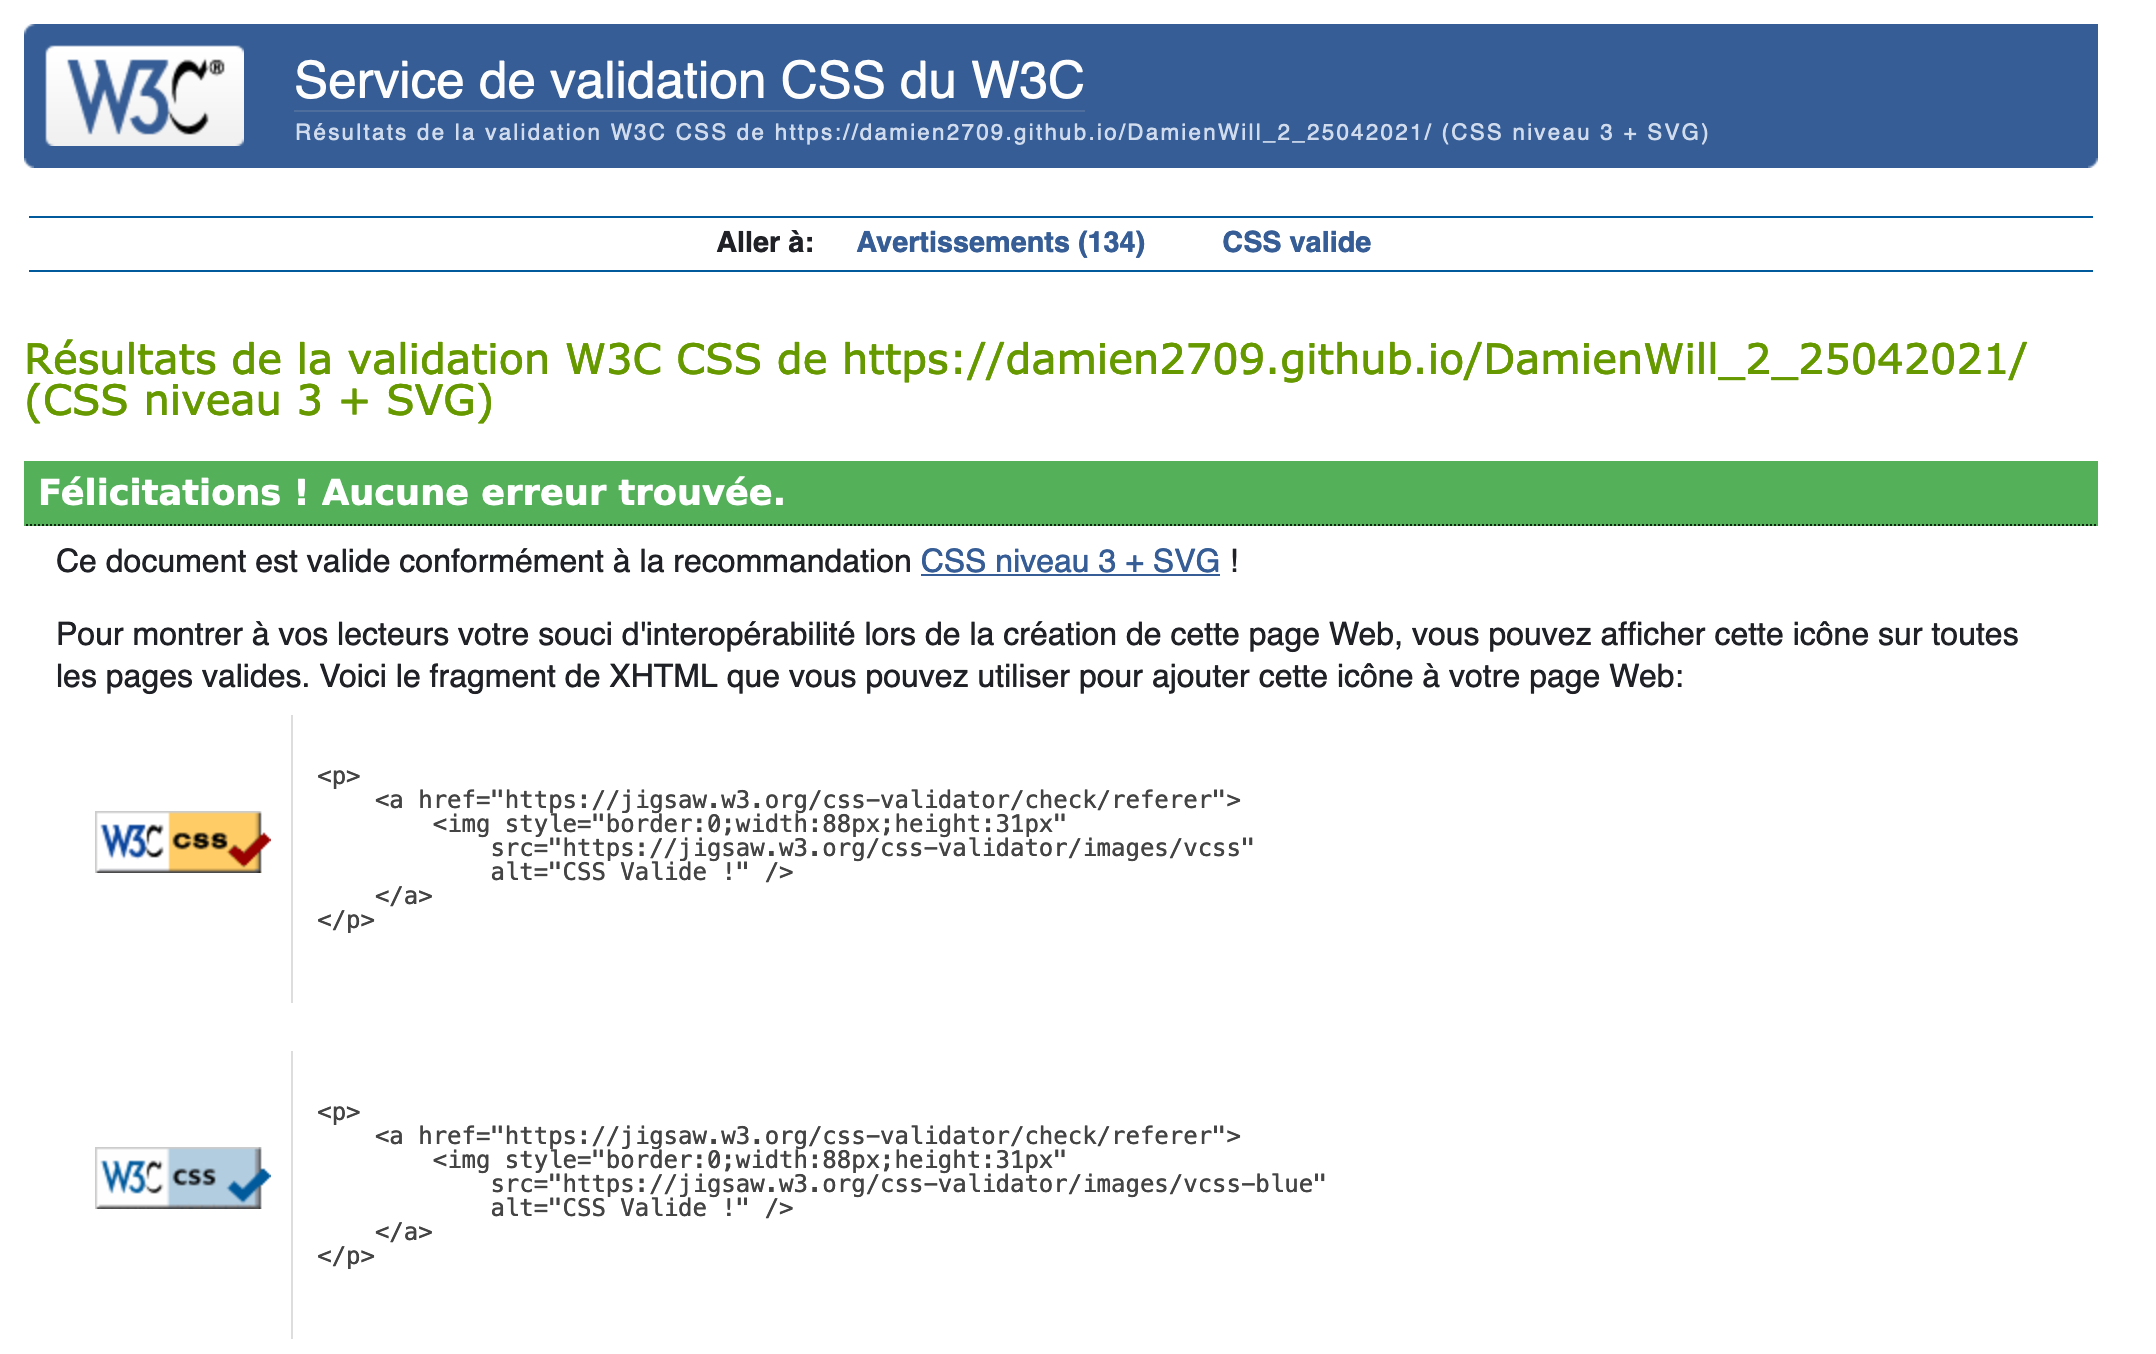 W3C®
Service de validation CSS du W3C
Résultats de la validation W3C CSS de https://damien2709.github.io/DamienWill_2_25042021/ (CSS niveau 3 + SVG)
Aller à: Avertissements (134) CSS valide
Résultats de la validation W3C CSS de https://damien2709.github.io/DamienWill_2_25042021/
(CSS niveau 3 + SVG)
Félicitations ! Aucune erreur trouvée.
Ce document est valide conformément à la recommandation CSS niveau 3 + SVG !
Pour montrer à vos lecteurs votre souci d'interopérabilité lors de la création de cette page Web, vous pouvez afficher cette icône sur toutes
les pages valides. Voici le fragment de XHTML que vous pouvez utiliser pour ajouter cette icône à votre page Web:
W3C css
<p>
<a href="https://jigsaw.w3.org/css-validator/check/referer">
<img style="border:0;width:88px;height:31px"
src="https://jigsaw.w3.org/css-validator/images/vcss"
alt="CSS Valide !" />
</a>
</p>
W3C css
<p>
<a href="https://jigsaw.w3.org/css-validator/check/referer">
<img style="border:0;width:88px;height:31px"
src="https://jigsaw.w3.org/css-validator/images/vcss-blue"
alt="CSS Valide !" />
</a>
</p>